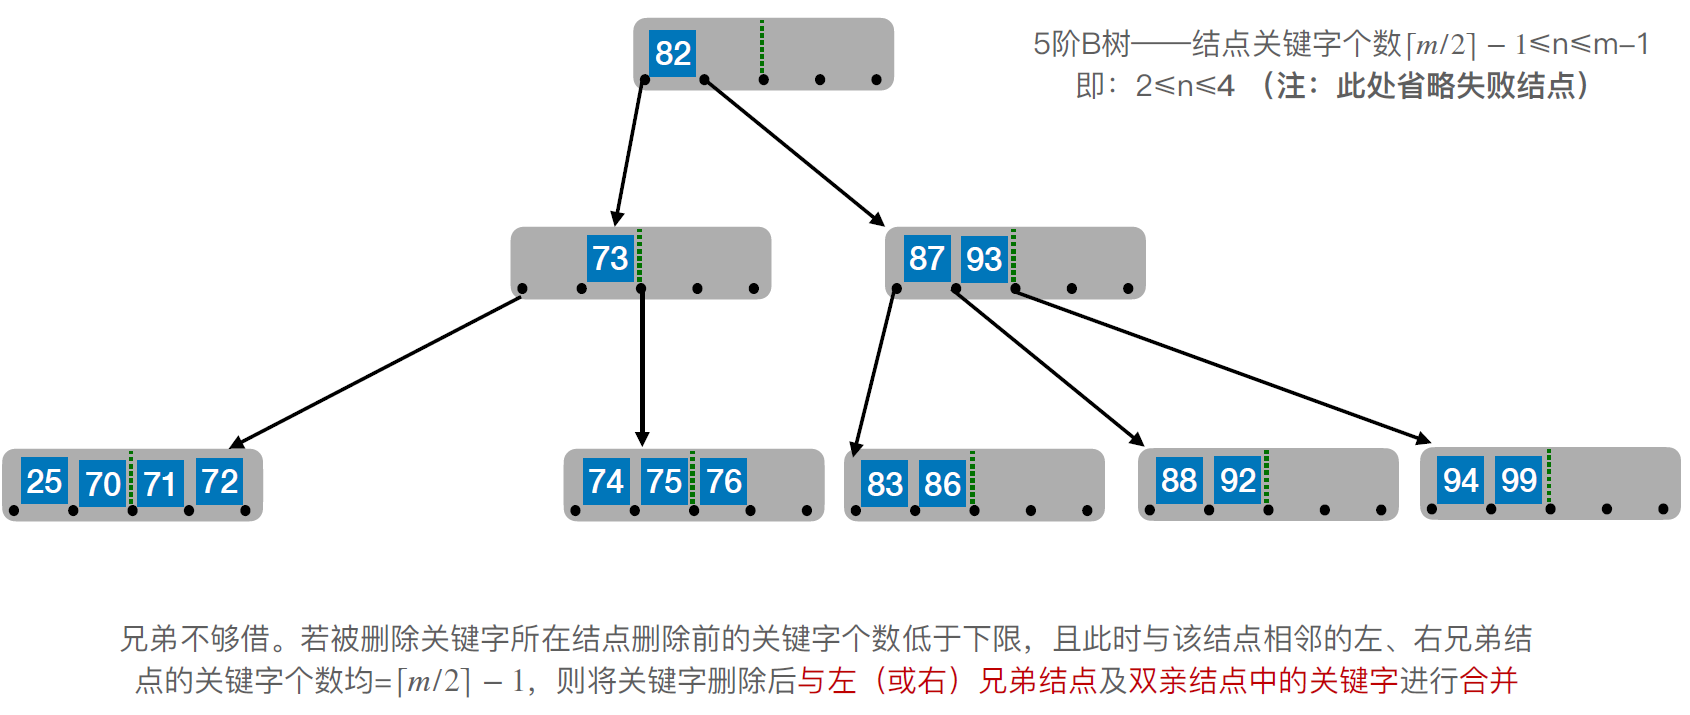 82
5阶B树——结点关键字个数⌈m/2⌉ − 1≤n≤m–1
即：2≤n≤4 （注：此处省略失败结点）
73
87 93
25 70 71 72
74 75 76
83 86
88 92
94 99
兄弟不够借。若被删除关键字所在结点删除前的关键字个数低于下限，且此时与该结点相邻的左、右兄弟结
点的关键字个数均=⌈m/2⌉ − 1，则将关键字删除后与左（或右）兄弟结点及双亲结点中的关键字进行合并